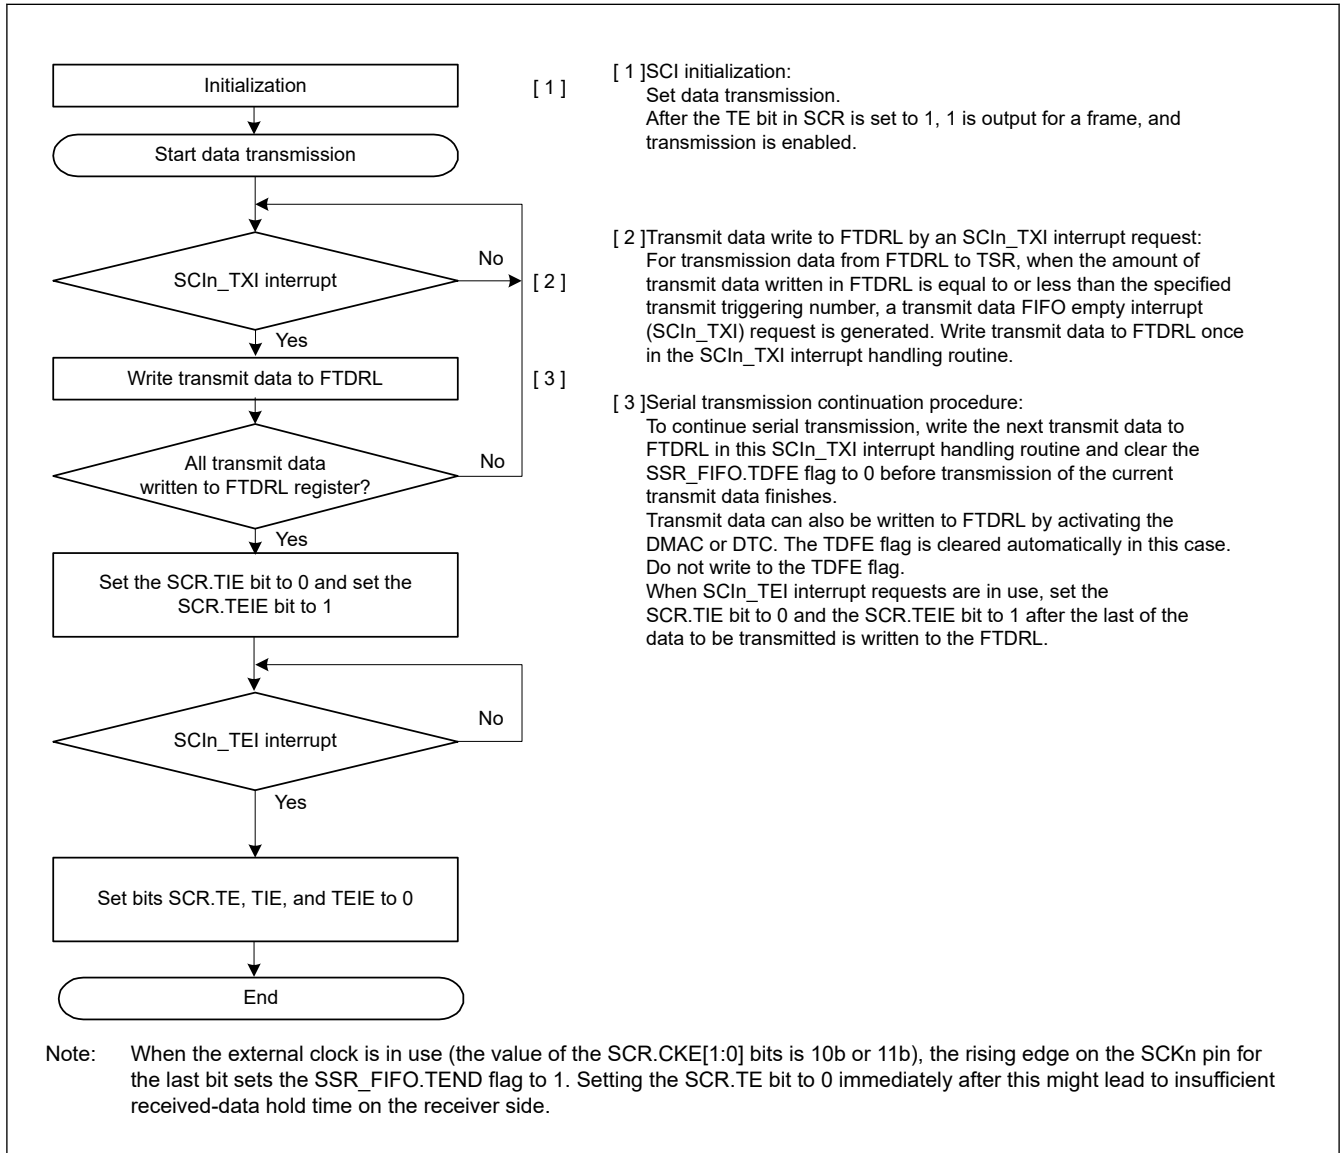 Initialization
[ 1 ]
Start data transmission
SCIn_TXI interrupt
No
[ 2 ]
Yes
Write transmit data to FTDRL
[ 3 ]
All transmit data
written to FTDRL register?
No
Yes
Set the SCR.TIE bit to 0 and set the
SCR.TEIE bit to 1
SCIn_TEI interrupt
No
Yes
Set bits SCR.TE, TIE, and TEIE to 0
End
[ 1 ]SCI initialization:
Set data transmission.
After the TE bit in SCR is set to 1, 1 is output for a frame, and
transmission is enabled.
[ 2 ]Transmit data write to FTDRL by an SCIn_TXI interrupt request:
For transmission data from FTDRL to TSR, when the amount of
transmit data written in FTDRL is equal to or less than the specified
transmit triggering number, a transmit data FIFO empty interrupt
(SCIn_TXI) request is generated. Write transmit data to FTDRL once
in the SCIn_TXI interrupt handling routine.
[ 3 ]Serial transmission continuation procedure:
To continue serial transmission, write the next transmit data to
FTDRL in this SCIn_TXI interrupt handling routine and clear the
SSR_FIFO.TDFE flag to 0 before transmission of the current
transmit data finishes.
Transmit data can also be written to FTDRL by activating the
DMAC or DTC. The TDFE flag is cleared automatically in this case.
Do not write to the TDFE flag.
When SCIn_TEI interrupt requests are in use, set the
SCR.TIE bit to 0 and the SCR.TEIE bit to 1 after the last of the
data to be transmitted is written to the FTDRL.
Note: When the external clock is in use (the value of the SCR.CKE[1:0] bits is 10b or 11b), the rising edge on the SCKn pin for
the last bit sets the SSR_FIFO.TEND flag to 1. Setting the SCR.TE bit to 0 immediately after this might lead to insufficient
received-data hold time on the receiver side.